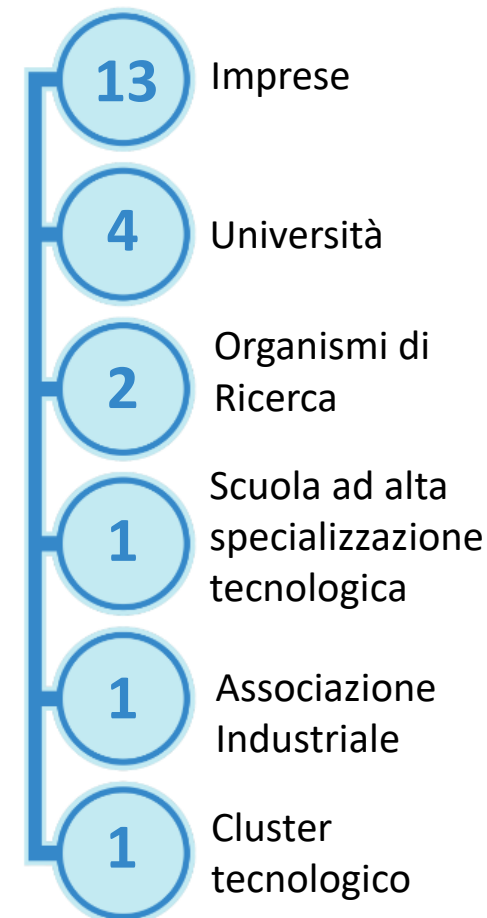 13
Imprese
4
Università
2
Organismi di
Ricerca
1
Scuola ad alta
specializzazione
tecnologica
1
Associazione
Industriale
1
Cluster
tecnologico